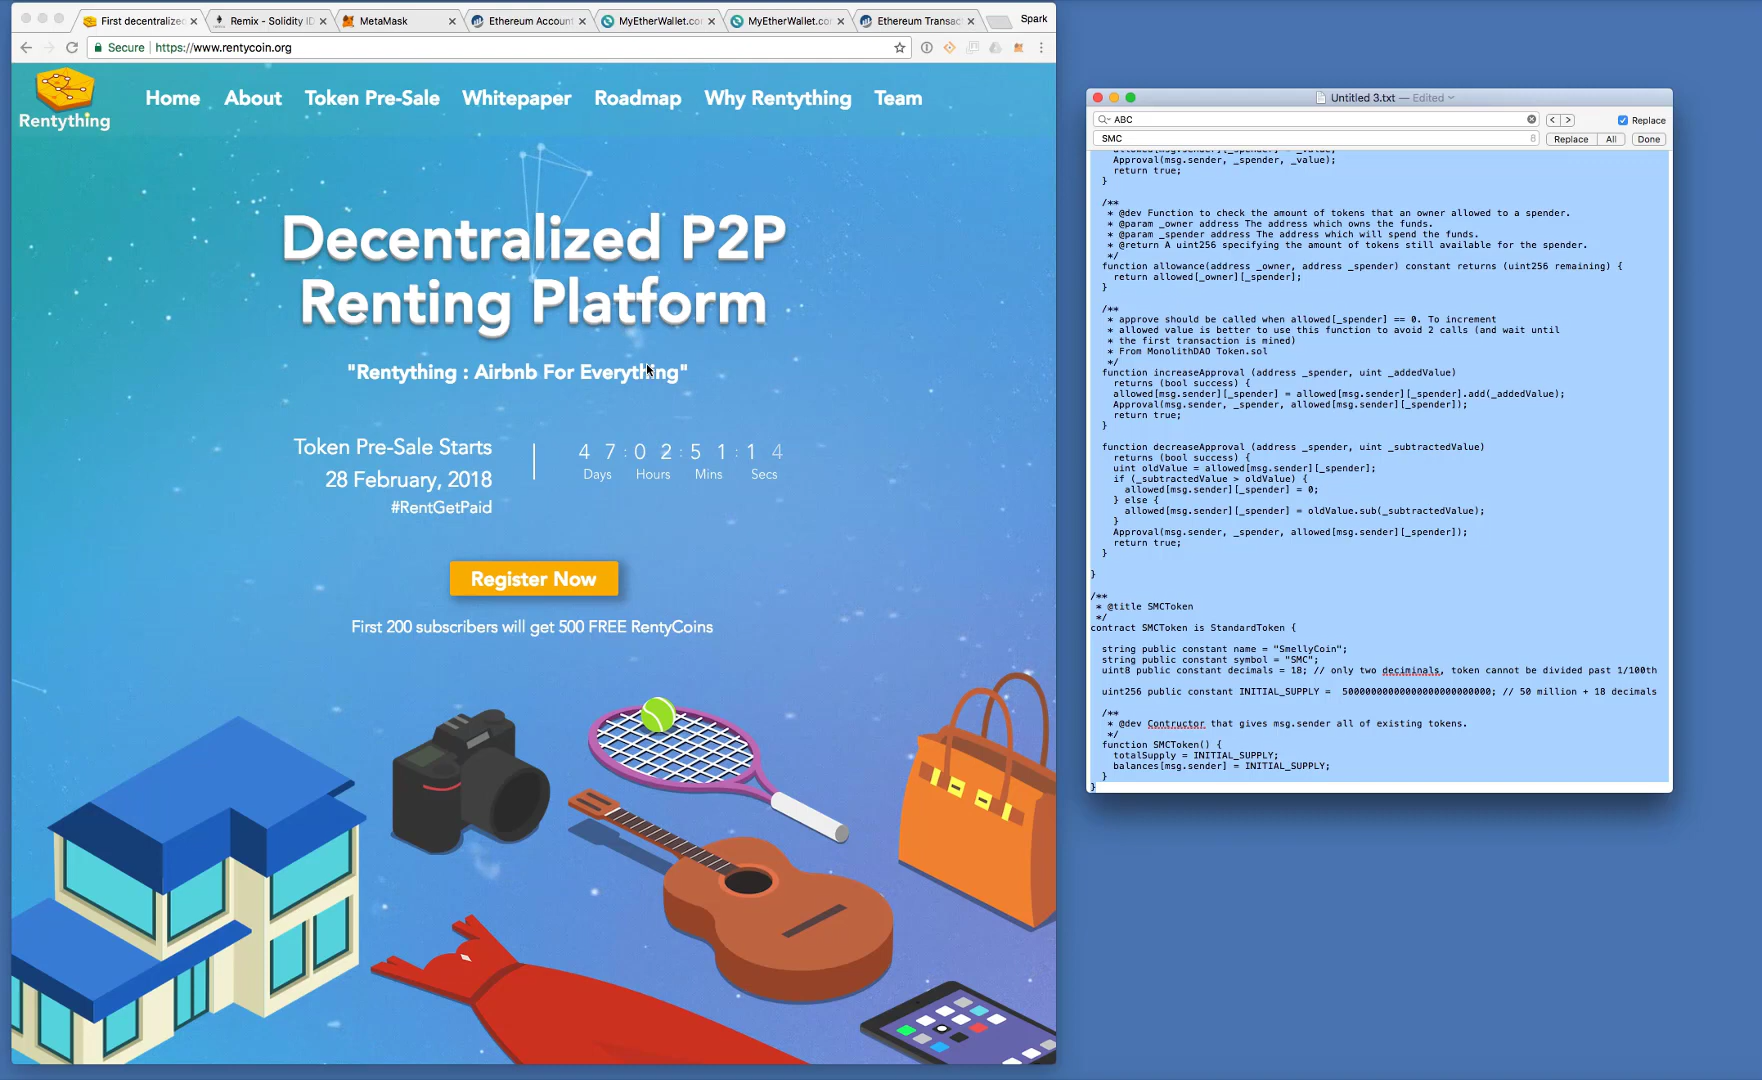 First decentralized
Remix - Solidity ID
MetaMask
Ethereum Accoun
MyEtherWallet.co
MyEtherWallet.co
Ethereum Transac
Spark
Secure
https://www.rentycoin.org
Rentything
Home
About
Token Pre-Sale
Whitepaper
Roadmap
Why Rentything
Team
Decentralized P2P
Renting Platform
"Rentything : Airbnb For Everything"
Token Pre-Sale Starts
28 February, 2018
#RentGetPaid
4 7 : 0 2 : 5 1 : 1 4
Days Hours Mins Secs
Register Now
First 200 subscribers will get 500 FREE RentyCoins
Untitled 3.txt — Edited
ABC
Replace
SMC
8
Replace
All
Done
allowed[msg.sender][_spender] = _value;
Approval(msg.sender, _spender, _value);
return true;
}
/**
* @dev Function to check the amount of tokens that an owner allowed to a spender.
* @param _owner address The address which owns the funds.
* @param _spender address The address which will spend the funds.
* @return A uint256 specifying the amount of tokens still available for the spender.
*/
function allowance(address _owner, address _spender) constant returns (uint256 remaining) {
return allowed[_owner][_spender];
}
/**
* approve should be called when allowed[_spender] == 0. To increment
* allowed value is better to use this function to avoid 2 calls (and wait until
* the first transaction is mined)
* From MonolithDAO Token.sol
*/
function increaseApproval (address _spender, uint _addedValue)
returns (bool success) {
allowed[msg.sender][_spender] = allowed[msg.sender][_spender].add(_addedValue);
Approval(msg.sender, _spender, allowed[msg.sender][_spender]);
return true;
}
function decreaseApproval (address _spender, uint _subtractedValue)
returns (bool success) {
uint oldValue = allowed[msg.sender][_spender];
if (_subtractedValue > oldValue) {
allowed[msg.sender][_spender] = 0;
} else {
allowed[msg.sender][_spender] = oldValue.sub(_subtractedValue);
}
Approval(msg.sender, _spender, allowed[msg.sender][_spender]);
return true;
}
}
/**
* @title SMCToken
*/
contract SMCToken is StandardToken {
string public constant name = "SmellyCoin";
string public constant symbol = "SMC";
uint8 public constant decimals = 18; // only two deciminals, token cannot be divided past 1/100th
uint256 public constant INITIAL_SUPPLY = 50000000000000000000000000; // 50 million + 18 decimals
/**
* @dev Contructor that gives msg.sender all of existing tokens.
*/
function SMCToken() {
totalSupply = INITIAL_SUPPLY;
balances[msg.sender] = INITIAL_SUPPLY;
}
}